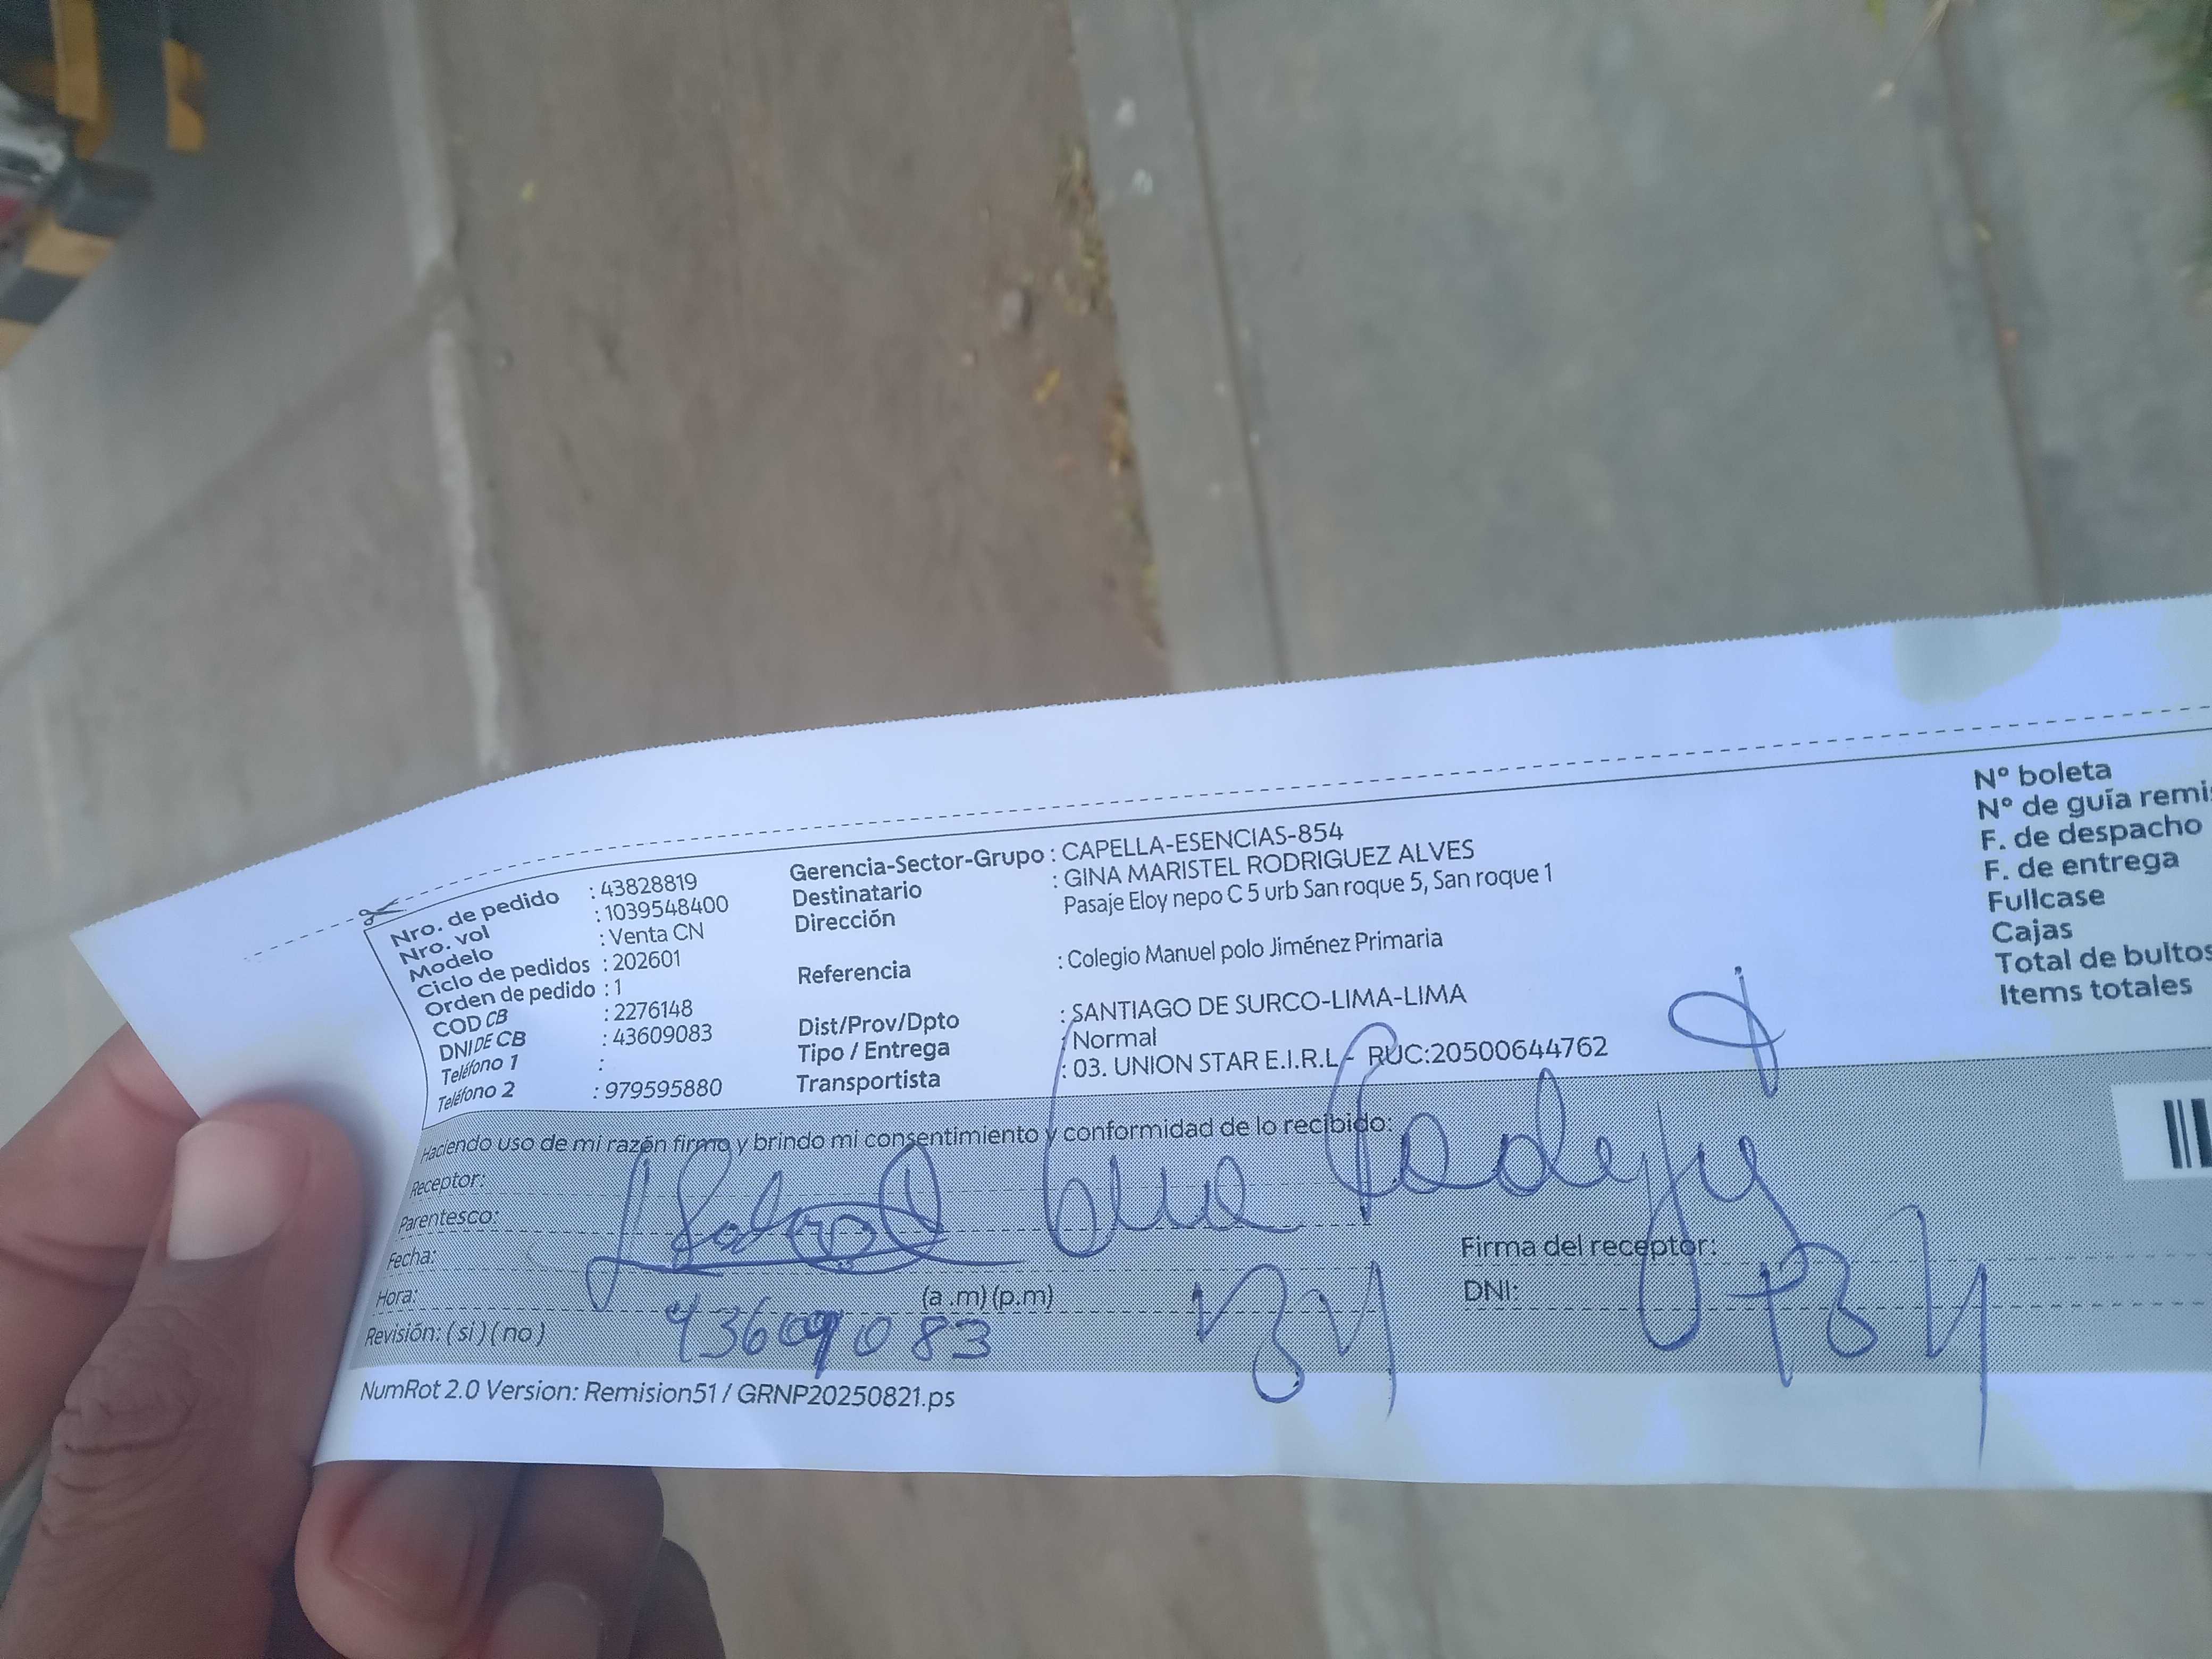 Nro. de pedido : 43828819
Nro. vol : 1039548400
Modelo : Venta CN
Ciclo de pedidos : 202601
Orden de pedido : 1
COD CB : 2276148
DNI DE CB : 43609083
Teléfono 1 :
Teléfono 2 : 979595880
Gerencia-Sector-Grupo : CAPELLA-ESENCIAS-854
Destinatario : GINA MARISTEL RODRIGUEZ ALVES
Dirección Pasaje Eloy nepo C 5 urb San roque 5, San roque 1
Referencia : Colegio Manuel polo Jiménez Primaria
Dist/Prov/Dpto : SANTIAGO DE SURCO-LIMA-LIMA
Tipo / Entrega : Normal
Transportista : 03. UNION STAR E.I.R.L - RUC:20500644762
N° boleta
N° de guía
F. de despacho
F. de entrega
Fullcase
Cajas
Total de bultos
Items totales
Haciendo uso de mi razón firmo y brindo mi consentimiento y conformidad de lo recibido:
Receptor:
Parentesco:
Fecha:
Hora: (a .m) (p.m)
Revisión: ( si ) ( no ) 43609083
Firma del receptor:
DNI:
NumRot 2.0 Version: Remision51 / GRNP20250821.ps